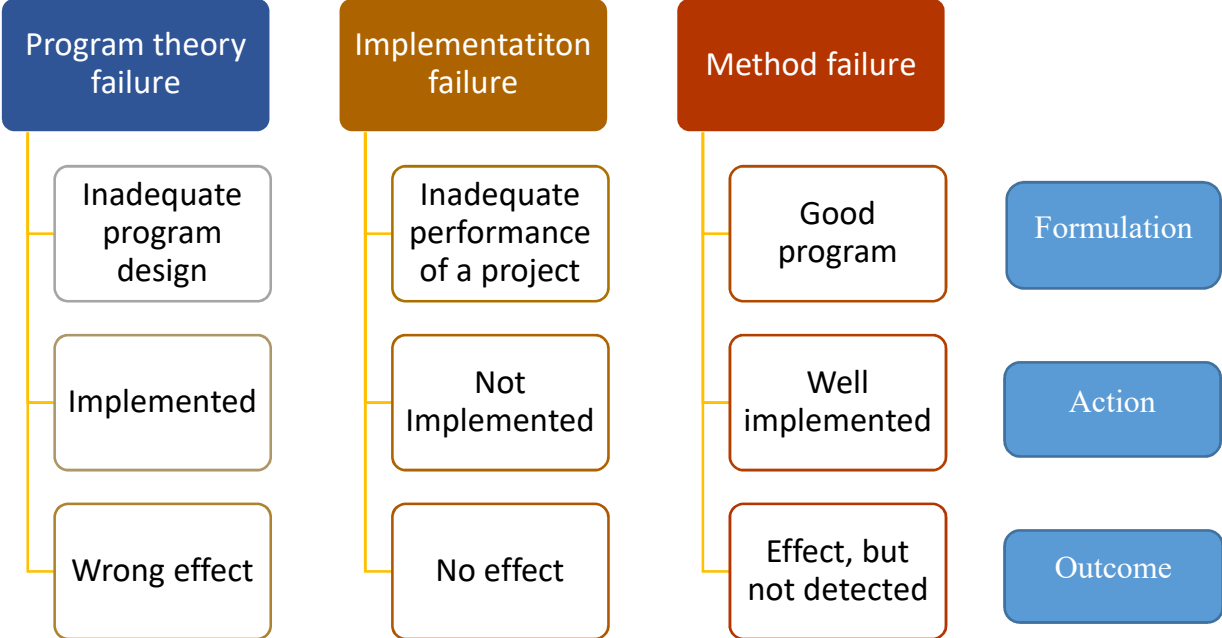 Program theory
failure
Implementatiton
failure
Method failure
Inadequate
program
design
Inadequate
performance
of a project
Good
program
Formulation
Implemented
Not
Implemented
Well
implemented
Action
Wrong effect
No effect
Effect, but
not detected
Outcome